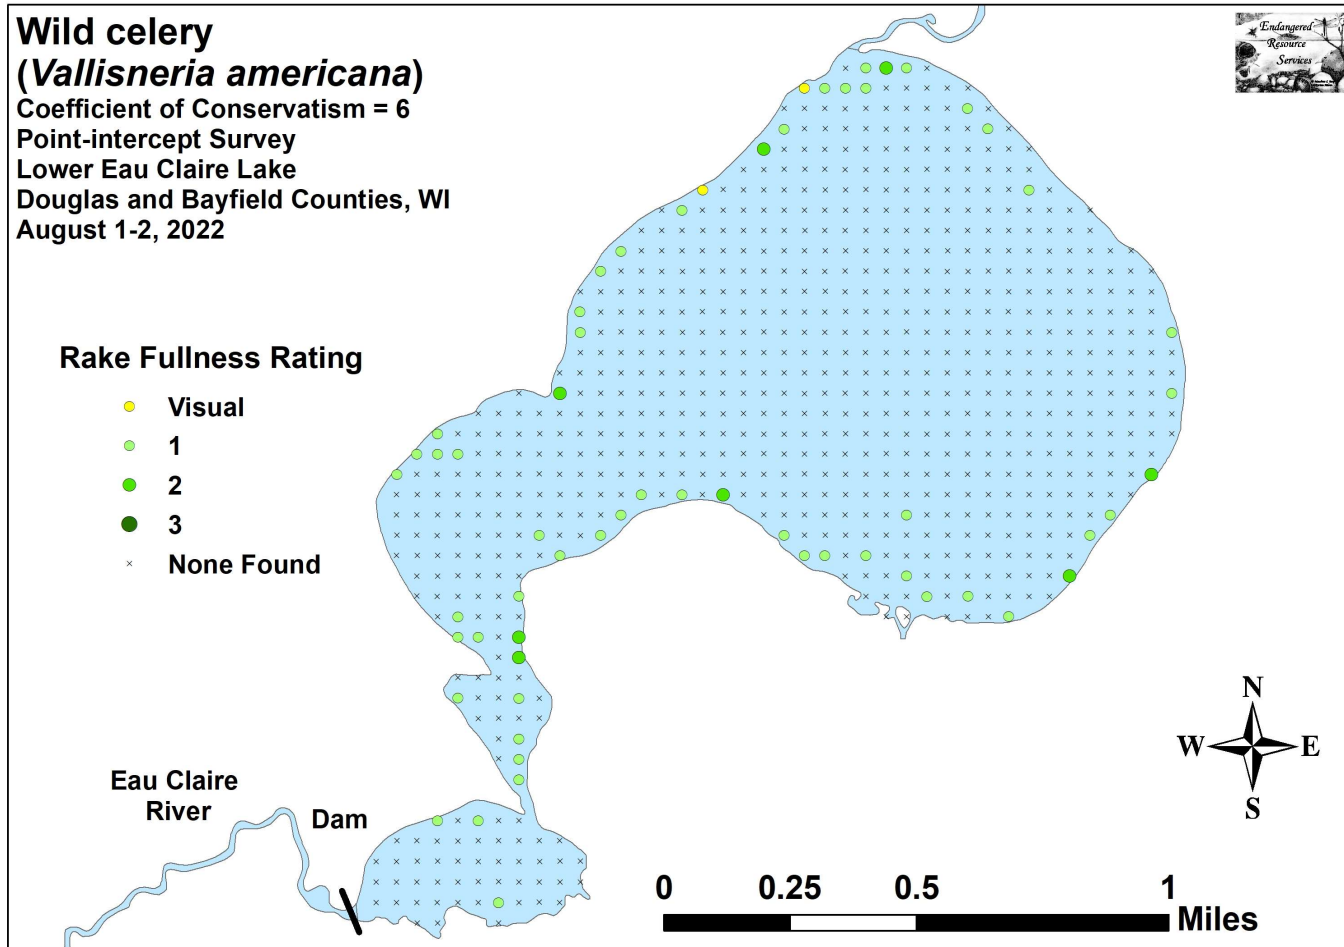 Wild celery
(Vallisneria americana)
Coefficient of Conservatism = 6
Point-intercept Survey
Lower Eau Claire Lake
Douglas and Bayfield Counties, WI
August 1-2, 2022
Endangered
Resource
Services
Rake Fullness Rating
Visual
1
2
3
None Found
N
W E
S
Eau Claire
River
Dam
0 0.25 0.5 1
Miles